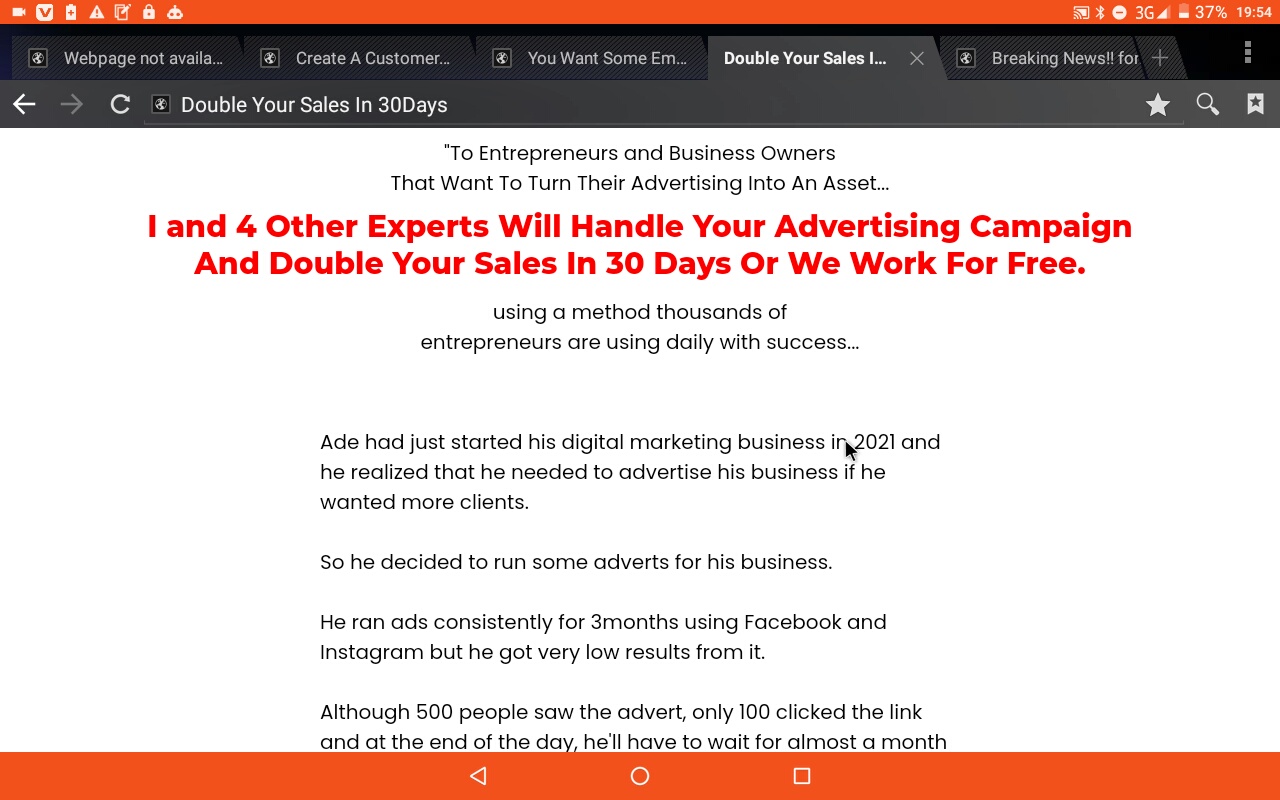 3G 37% 19:54
Webpage not availa...
Create A Customer...
You Want Some Em...
Double Your Sales I...
Breaking News!! for
Double Your Sales In 30Days
"To Entrepreneurs and Business Owners
That Want To Turn Their Advertising Into An Asset...
I and 4 Other Experts Will Handle Your Advertising Campaign
And Double Your Sales In 30 Days Or We Work For Free.
using a method thousands of
entrepreneurs are using daily with success...
Ade had just started his digital marketing business in 2021 and
he realized that he needed to advertise his business if he
wanted more clients.
So he decided to run some adverts for his business.
He ran ads consistently for 3months using Facebook and
Instagram but he got very low results from it.
Although 500 people saw the advert, only 100 clicked the link
and at the end of the day, he'll have to wait for almost a month